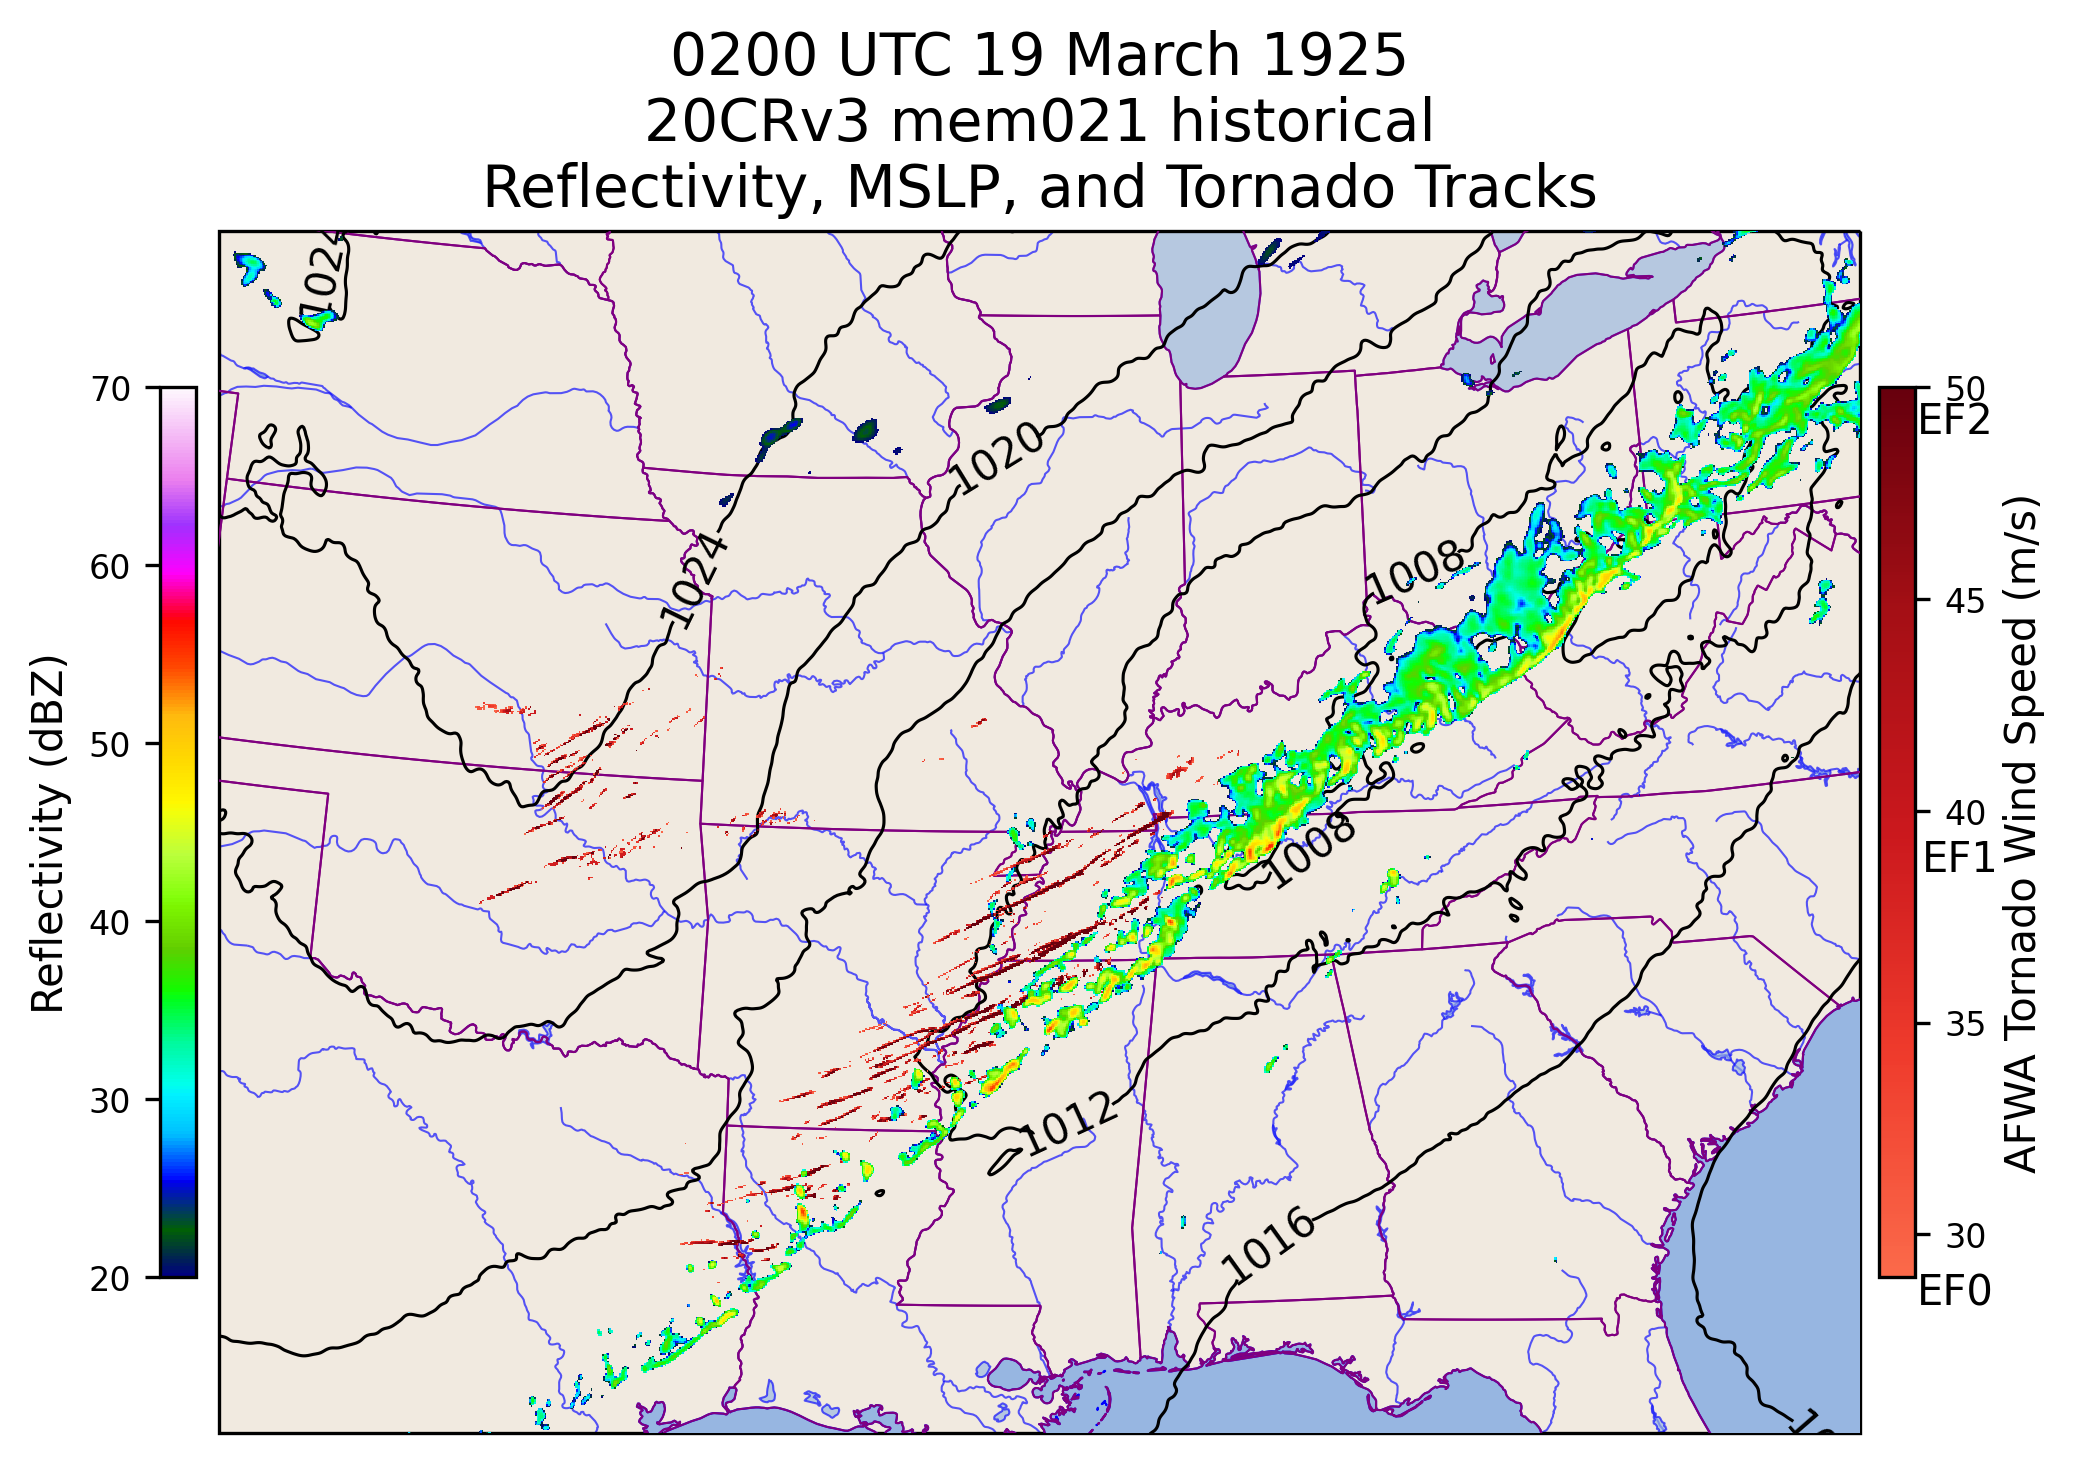 0200 UTC 19 March 1925
20CRv3 mem021 historical
Reflectivity, MSLP, and Tornado Tracks
Reflectivity (dBZ)
70
60
50
40
30
20
1024
1020
1024
1008
1008
1012
1016
50
EF2
45
40
EF1
35
30
EF0
AFWA Tornado Wind Speed (m/s)